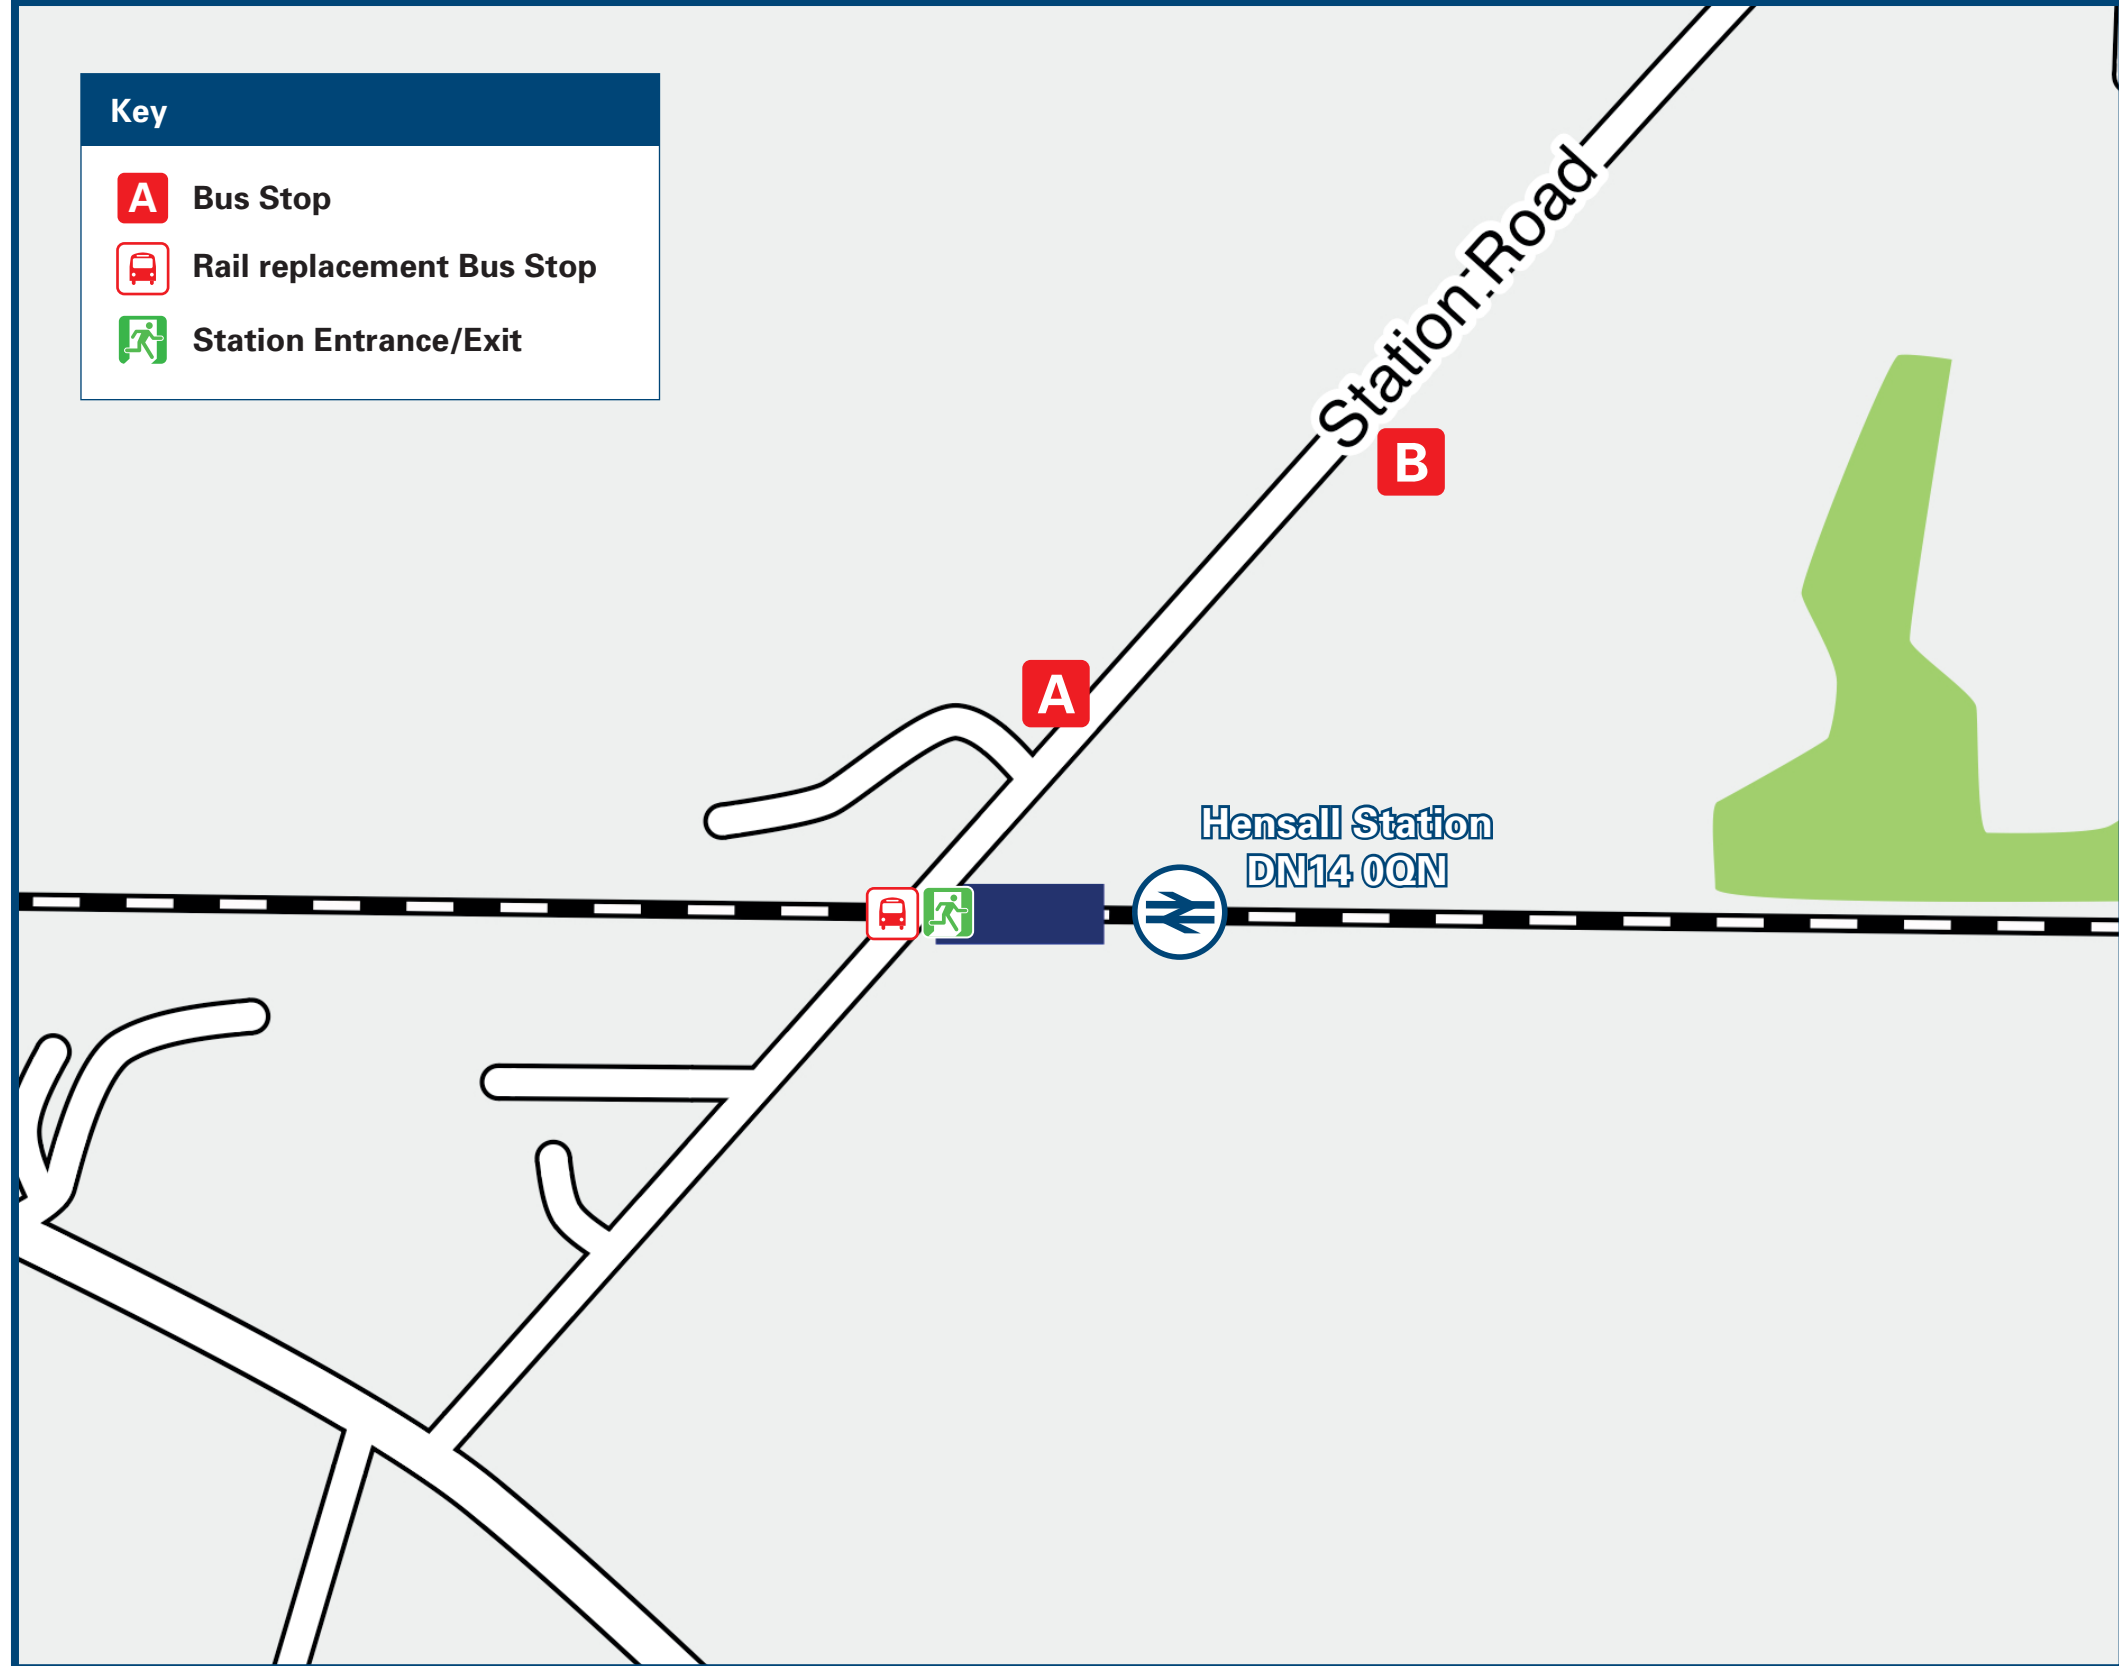 Key
A Bus Stop
Rail replacement Bus Stop
Station Entrance/Exit
Station Road
B
A
Hensall Station
DN14 0QN